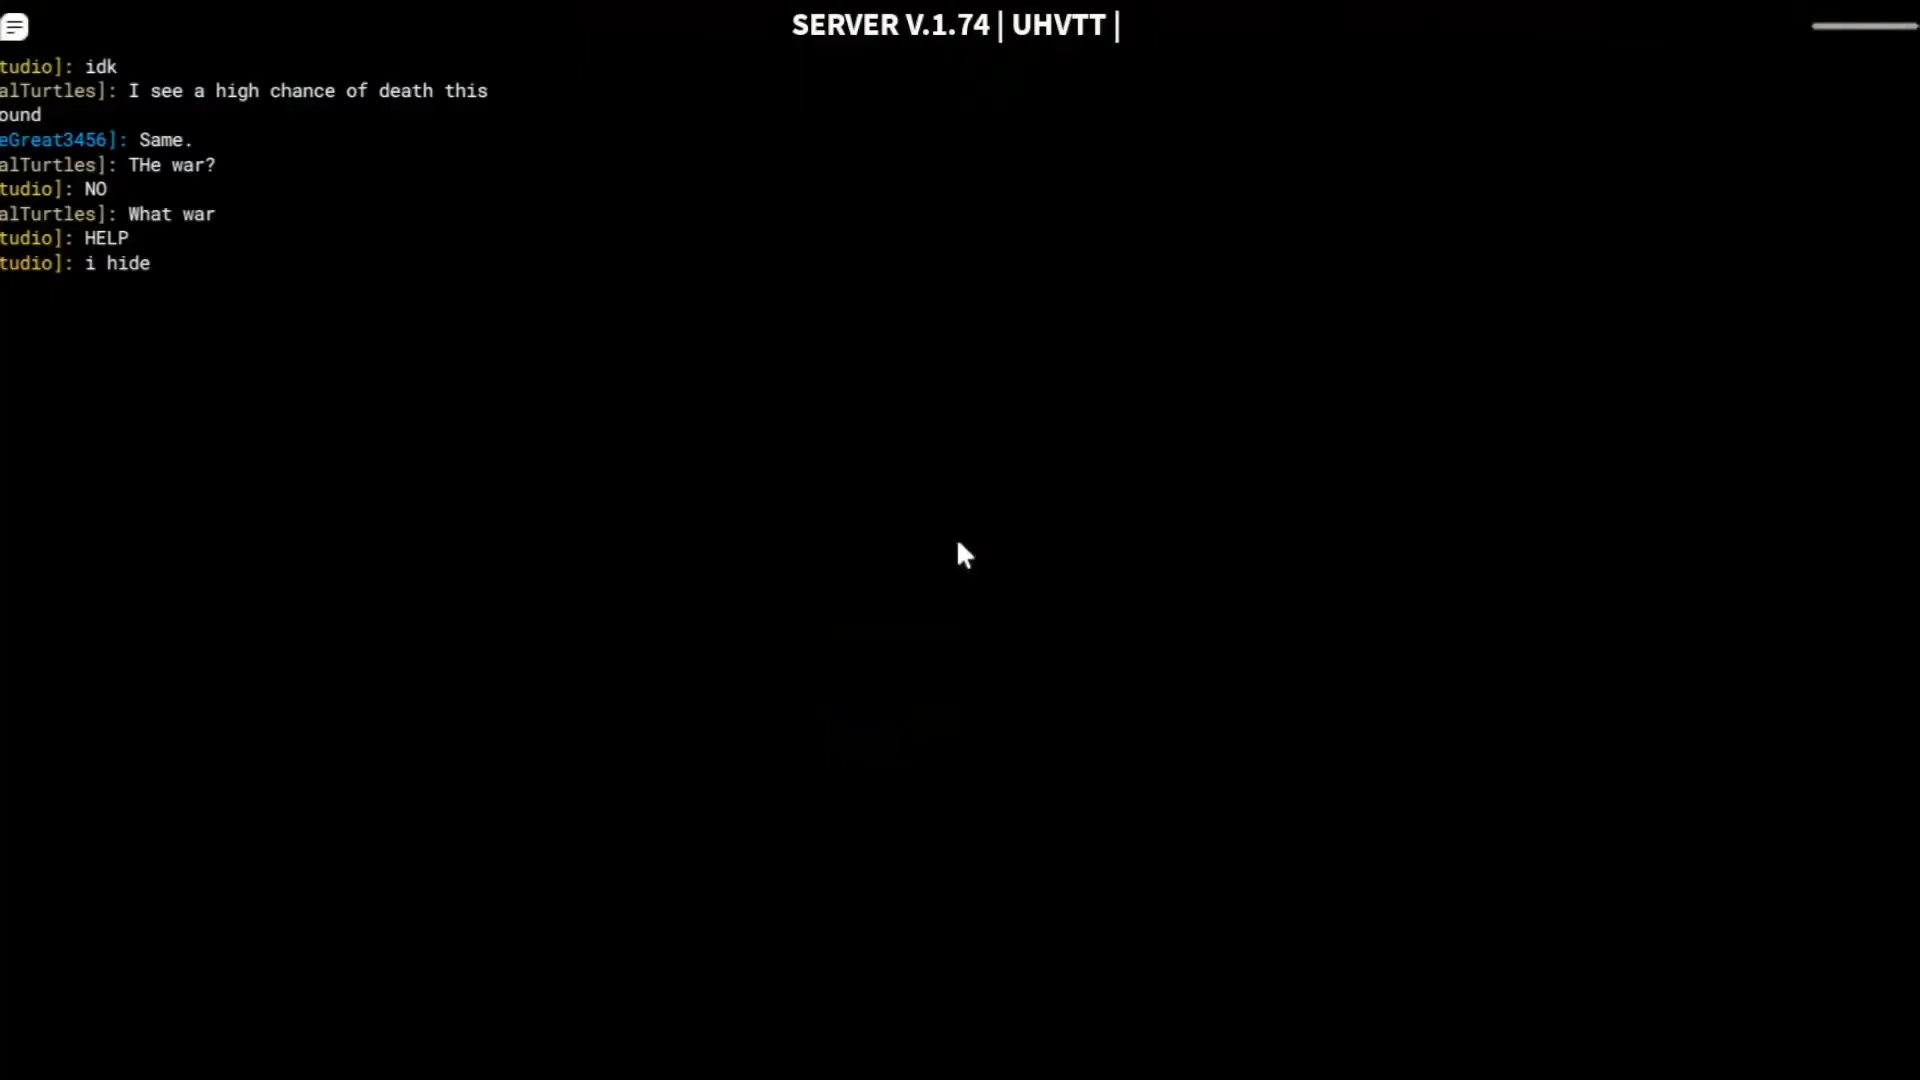 SERVER V.1.74 | UHVTT |
tudio]: idk
alTurtles]: I see a high chance of death this
ound
eGreat3456]: Same.
alTurtles]: THe war?
tudio]: NO
alTurtles]: What war
tudio]: HELP
tudio]: i hide